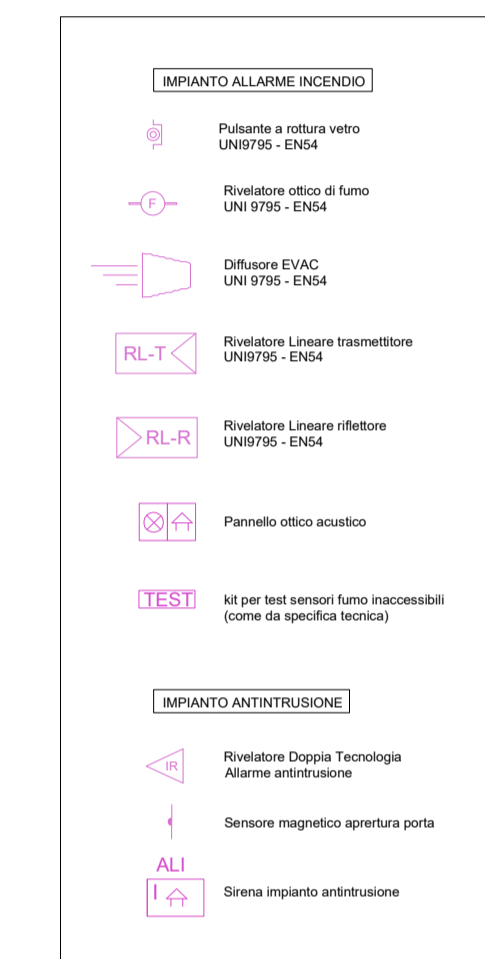 IMPIANTO ALLARME INCENDIO
Pulsante a rottura vetro
UNI9795 - EN54
F
Rivelatore ottico di fumo
UNI 9795 - EN54
Diffusore EVAC
UNI 9795 - EN54
RL-T
Rivelatore Lineare trasmettitore
UNI9795 - EN54
RL-R
Rivelatore Lineare riflettore
UNI9795 - EN54
Pannello ottico acustico
TEST
kit per test sensori fumo inaccessibili
(come da specifica tecnica)
IMPIANTO ANTINTRUSIONE
IR
Rivelatore Doppia Tecnologia
Allarme antintrusione
Sensore magnetico aprertura porta
ALI
I
Sirena impianto antintrusione